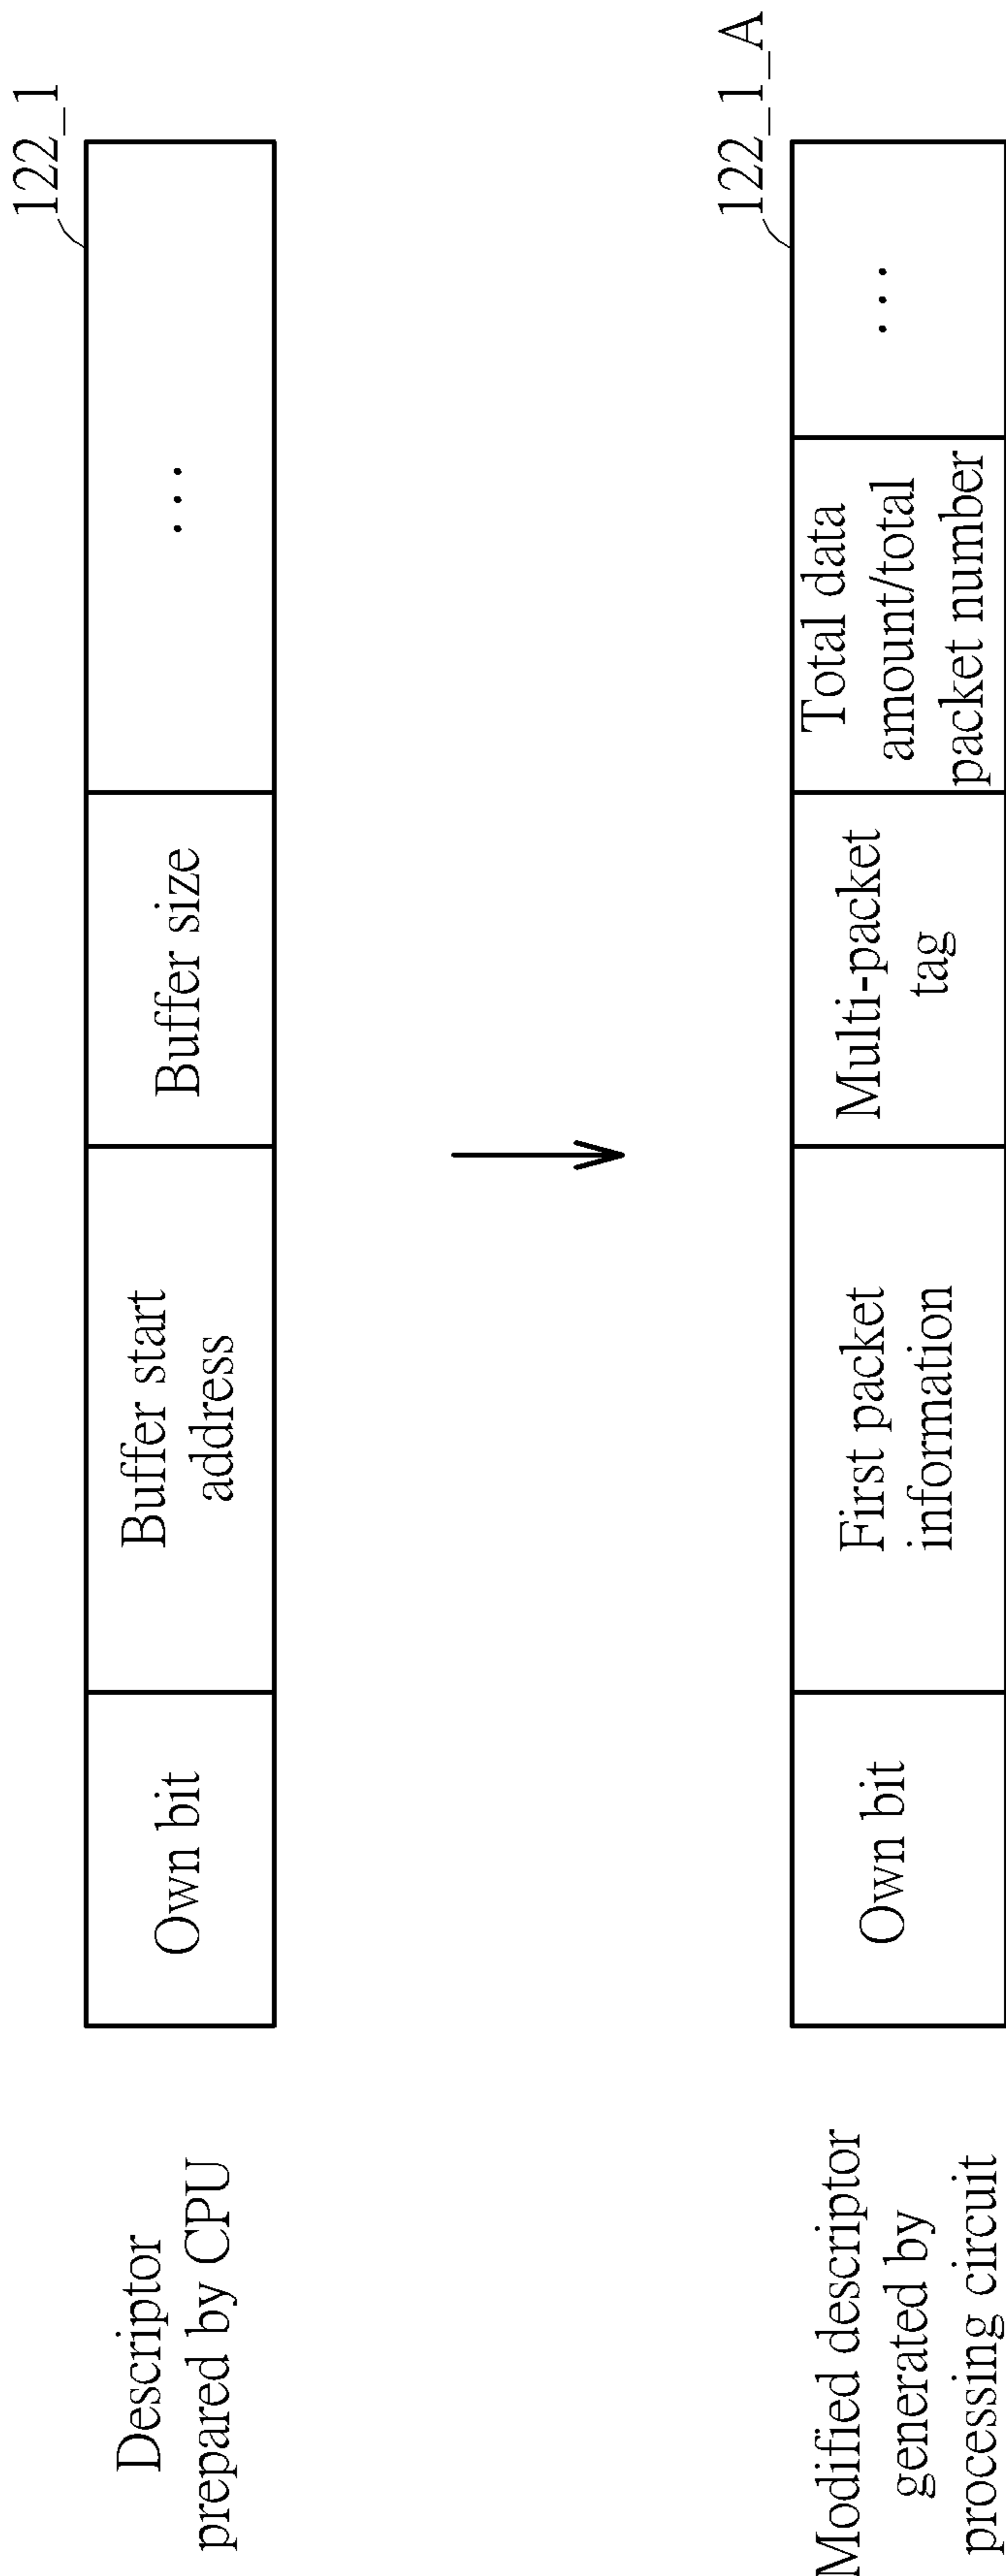 122_1
Descriptor
prepared by CPU
Own bit
Buffer start
address
Buffer size
...
122_1_A
Modified descriptor
generated by
processing circuit
Own bit
First packet
information
Multi-packet
tag
Total data
amount/total
packet number
...